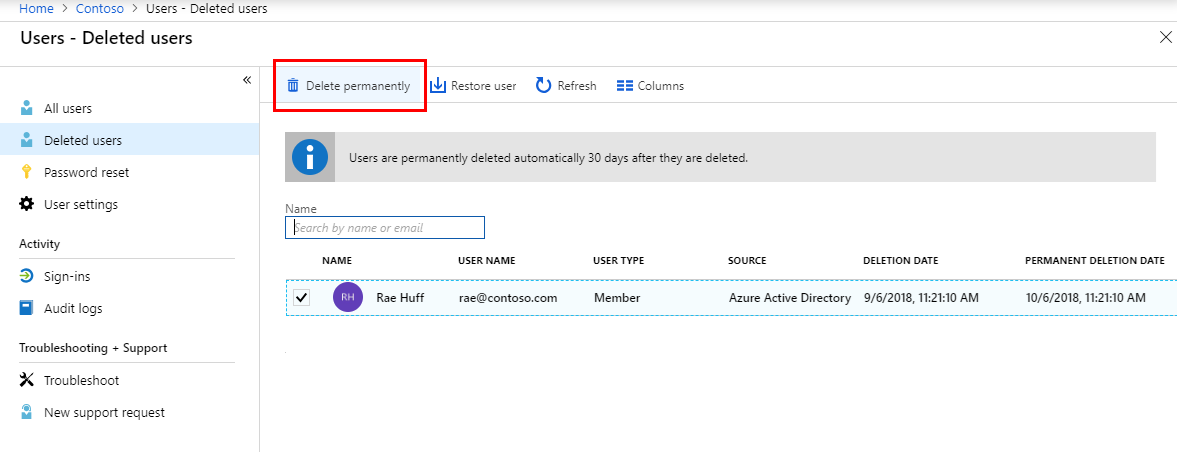 Home > Contoso > Users - Deleted users
Users - Deleted users
All users
Deleted users
Password reset
User settings
Activity
Sign-ins
Audit logs
Troubleshooting + Support
Troubleshoot
New support request
Delete permanently Restore user Refresh Columns
Users are permanently deleted automatically 30 days after they are deleted.
Name
Search by name or email
NAME USER NAME USER TYPE SOURCE DELETION DATE PERMANENT DELETION DATE
RH Rae Huff rae@contoso.com Member Azure Active Directory 9/6/2018, 11:21:10 AM 10/6/2018, 11:21:10 AM